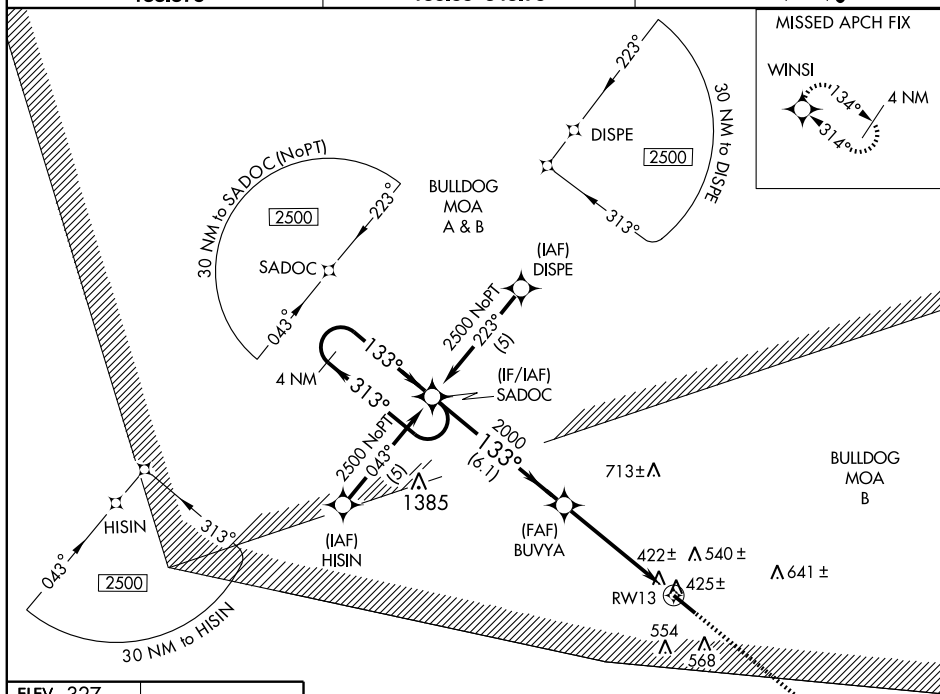 MISSED APCH FIX
WINSI
134°
4 NM
314°
223°
DISPE
30 NM to DISPE
2500
313°
30 NM to SADOC (NoPT)
2500
223°
SADOC
043°
BULLDOG
MOA
A & B
(IAF)
DISPE
2500 NoPT
223°
(5)
133°
4 NM
313°
(IF/IAF)
SADOC
2500 NoPT
043°
(5)
2000
133°
(6.1)
1385
713±
BULLDOG
MOA
B
HISIN
313°
043°
2500
30 NM to HISIN
(IAF)
HISIN
(FAF)
BUVYA
422±
540±
641±
425±
RW13
554
568
ELEV 327